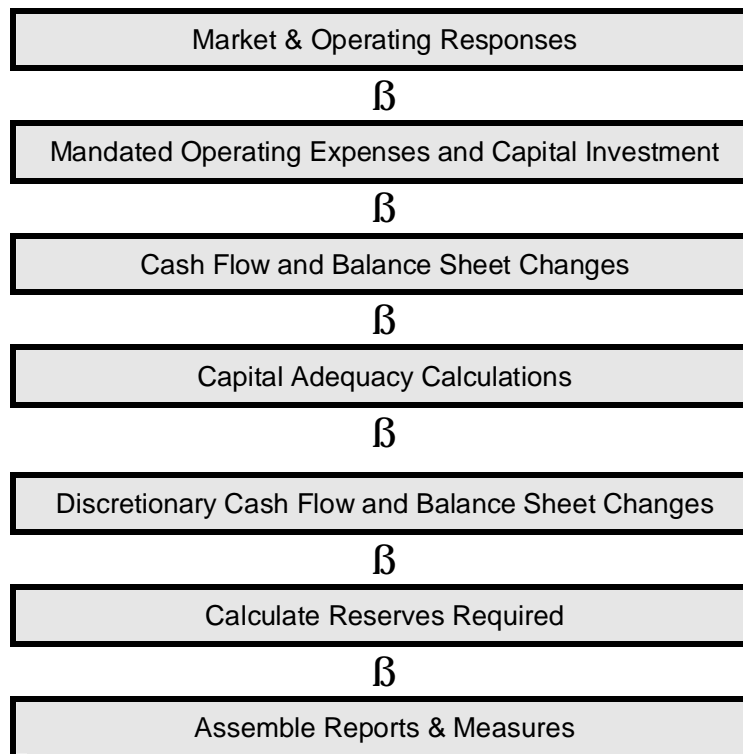 Market & Operating Responses
ß
Mandated Operating Expenses and Capital Investment
ß
Cash Flow and Balance Sheet Changes
ß
Capital Adequacy Calculations
ß
Discretionary Cash Flow and Balance Sheet Changes
ß
Calculate Reserves Required
ß
Assemble Reports & Measures